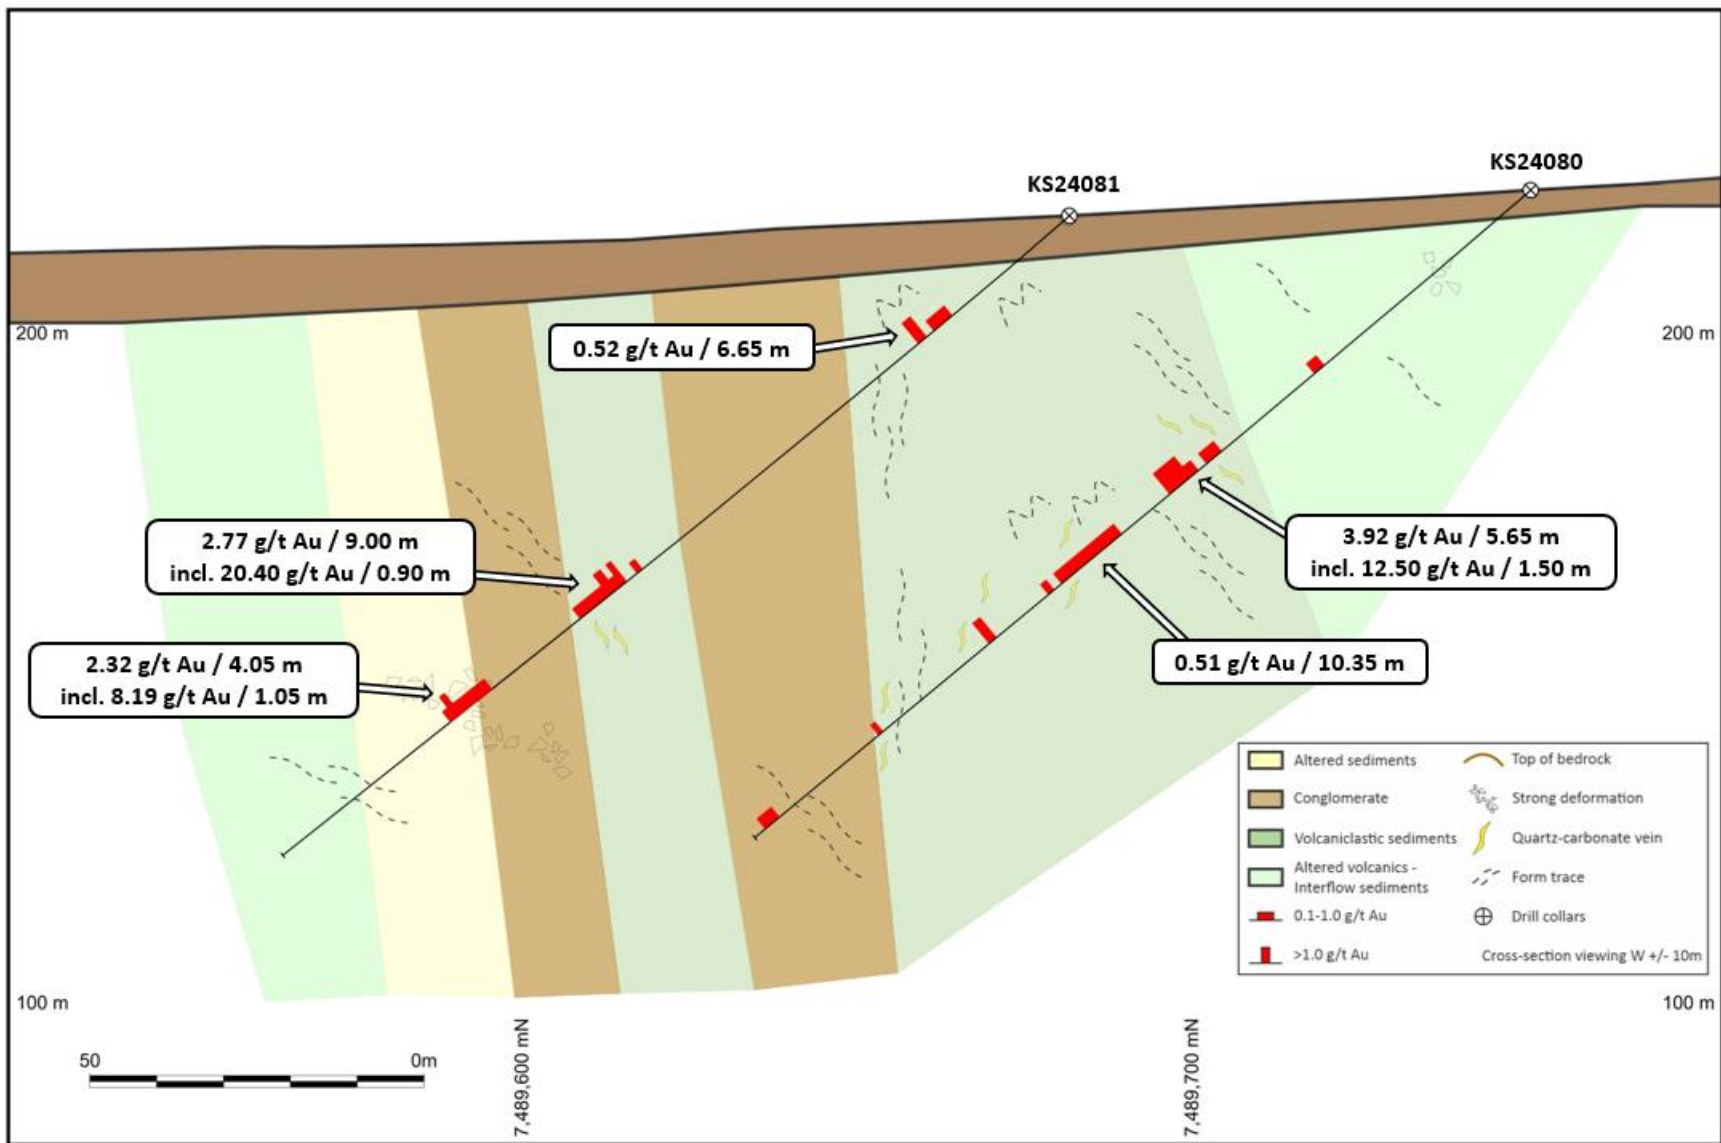 KS24080
KS24081
200 m
200 m
0.52 g/t Au / 6.65 m
2.77 g/t Au / 9.00 m
incl. 20.40 g/t Au / 0.90 m
3.92 g/t Au / 5.65 m
incl. 12.50 g/t Au / 1.50 m
2.32 g/t Au / 4.05 m
incl. 8.19 g/t Au / 1.05 m
0.51 g/t Au / 10.35 m
Altered sediments
Top of bedrock
Conglomerate
Strong deformation
Volcaniclastic sediments
Quartz-carbonate vein
Altered volcanics -
Interflow sediments
Form trace
0.1-1.0 g/t Au
Drill collars
>1.0 g/t Au
Cross-section viewing W +/- 10m
100 m
100 m
50
0m
7,489,600 mN
7,489,700 mN